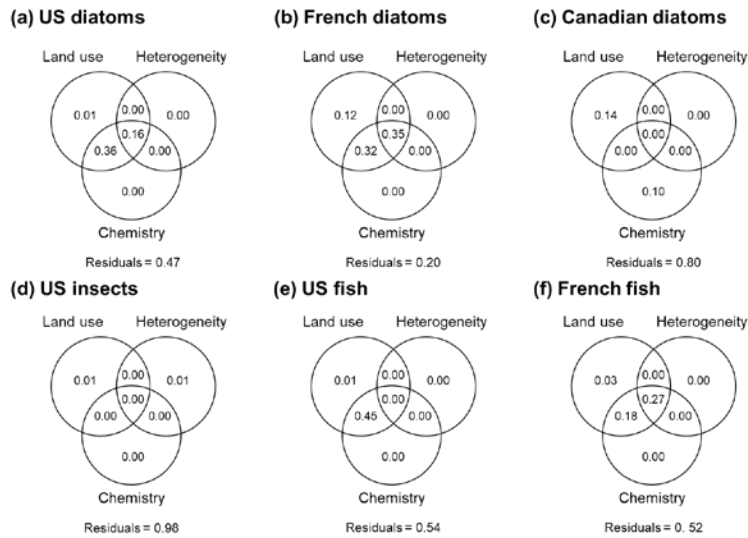 (a) US diatoms (b) French diatoms (c) Canadian diatoms
Land use Heterogeneity Land use Heterogeneity Land use Heterogeneity
0.01 0.00 0.00 0.12 0.00 0.00 0.14 0.00 0.00
0.16 0.35 0.00
0.36 0.00 0.32 0.00 0.00 0.00
0.00 0.00 0.10
Chemistry Chemistry Chemistry
Residuals = 0.47 Residuals = 0.20 Residuals = 0.80
(d) US insects (e) US fish (f) French fish
Land use Heterogeneity Land use Heterogeneity Land use Heterogeneity
0.01 0.00 0.01 0.01 0.00 0.00 0.03 0.00 0.00
0.00 0.00 0.27
0.00 0.00 0.45 0.00 0.18 0.00
0.00 0.00 0.00
Chemistry Chemistry Chemistry
Residuals = 0.98 Residuals = 0.54 Residuals = 0. 52